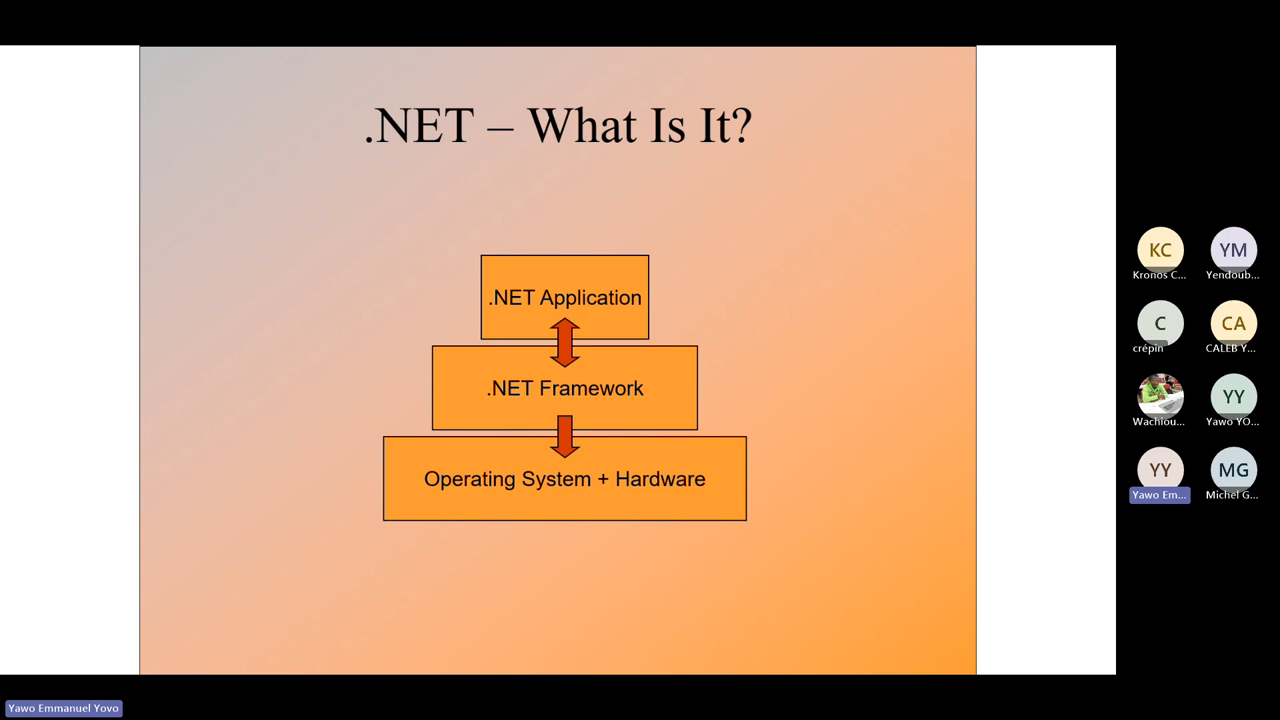 .NET – What Is It?
.NET Application
.NET Framework
Operating System + Hardware
KC
YM
Kronos C...
Yendoub...
C
CA
crépin
CALEB Y...
YY
Wachiou...
Yawo YO...
YY
MG
Yawo Em...
Michel G...
Yawo Emmanuel Yovo